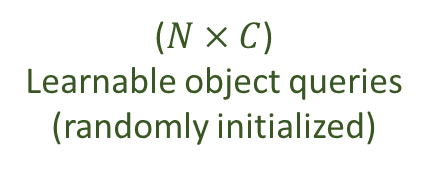 (N × C)
Learnable object queries
(randomly initialized)